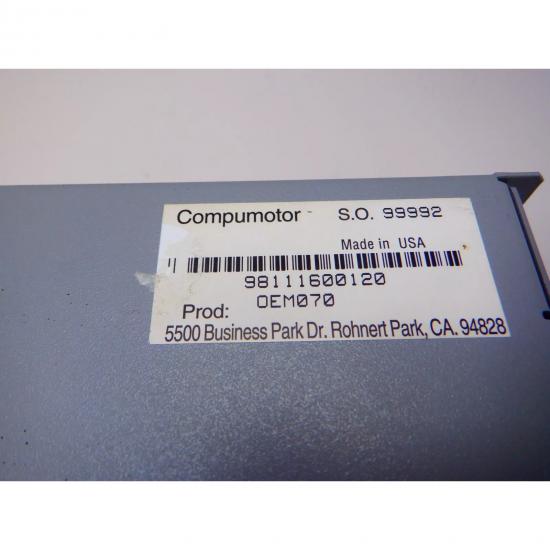 Compumotor S.O. 99992
Made in USA
98111600120
Prod: OEM070
5500 Business Park Dr. Rohnert Park, CA. 94828